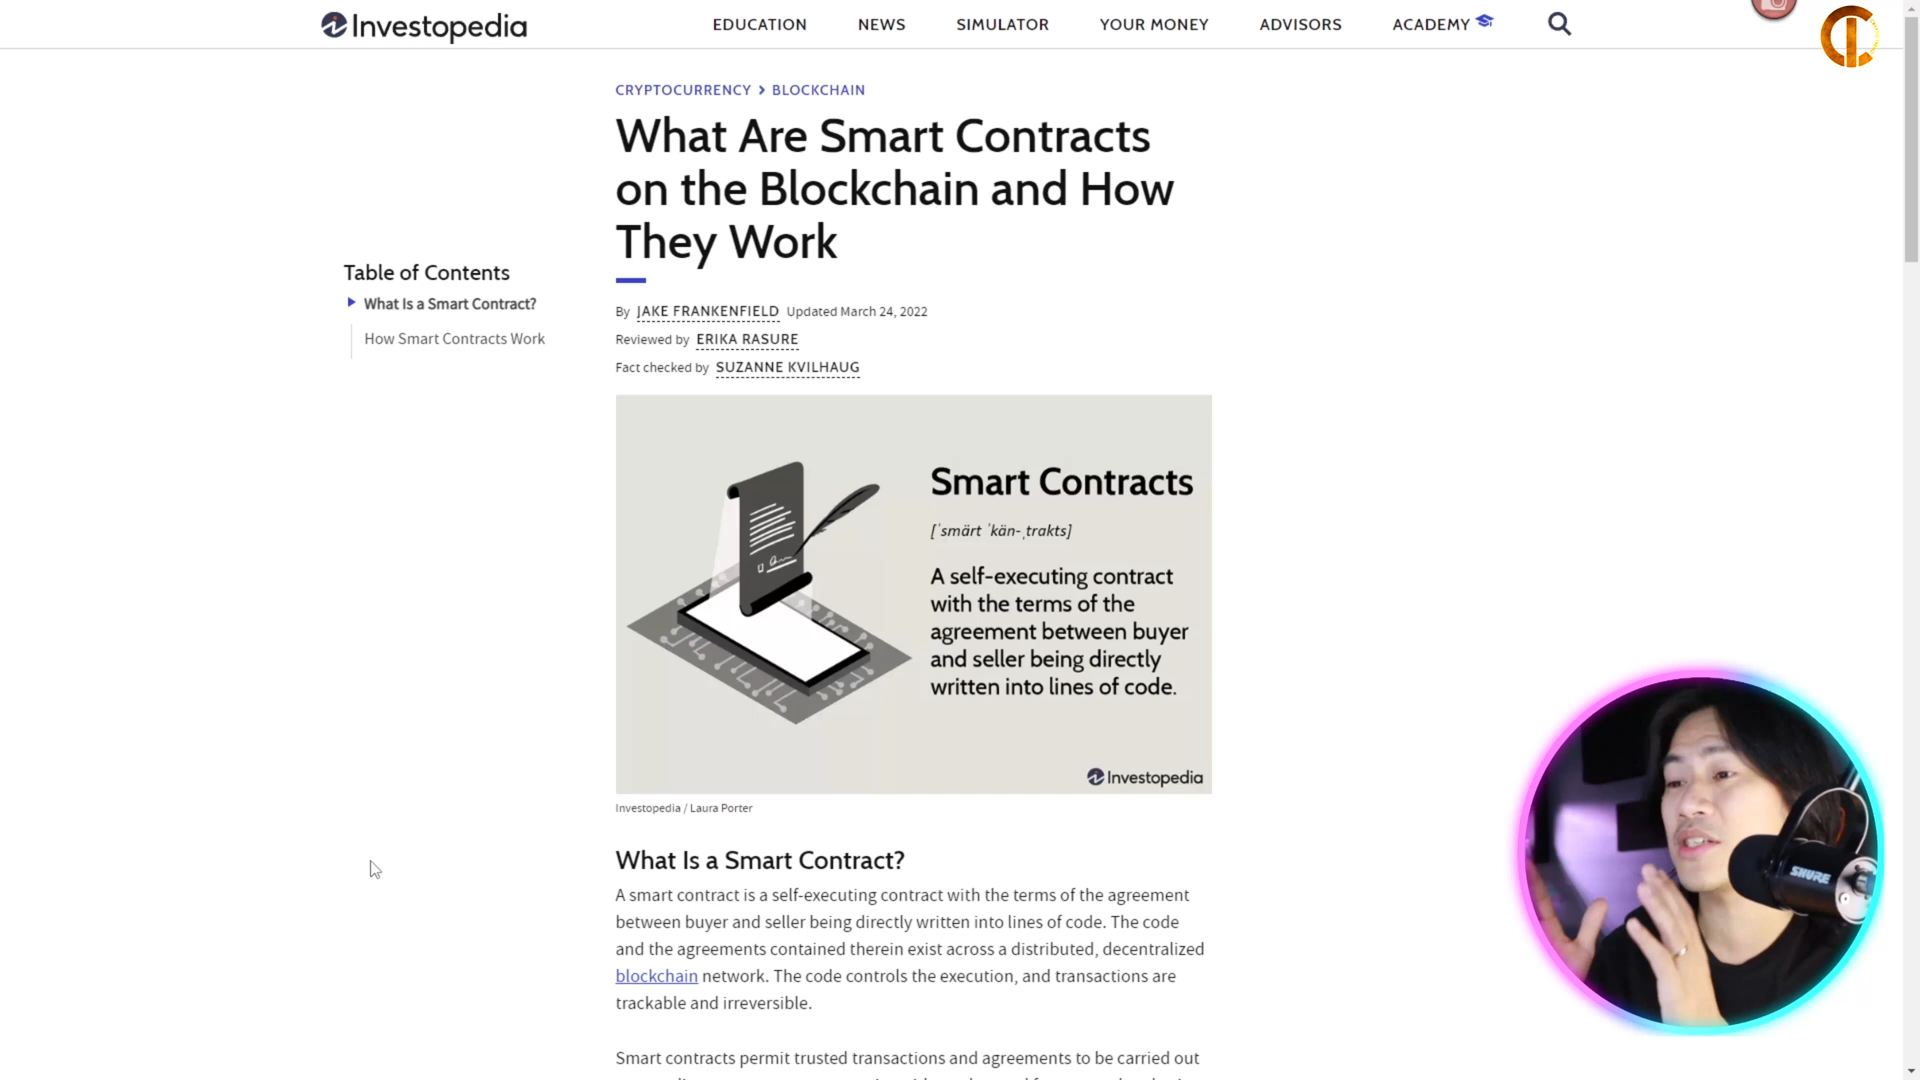 Investopedia
EDUCATION NEWS SIMULATOR YOUR MONEY ADVISORS ACADEMY
CRYPTOCURRENCY > BLOCKCHAIN
What Are Smart Contracts
on the Blockchain and How
They Work
Table of Contents
What Is a Smart Contract?
How Smart Contracts Work
By JAKE FRANKENFIELD Updated March 24, 2022
Reviewed by ERIKA RASURE
Fact checked by SUZANNE KVILHAUG
Smart Contracts
[ˈsmärt ˈkän-ˌtrakts]
A self-executing contract
with the terms of the
agreement between buyer
and seller being directly
written into lines of code.
Investopedia
Investopedia / Laura Porter
What Is a Smart Contract?
A smart contract is a self-executing contract with the terms of the agreement
between buyer and seller being directly written into lines of code. The code
and the agreements contained therein exist across a distributed, decentralized
blockchain network. The code controls the execution, and transactions are
trackable and irreversible.
Smart contracts permit trusted transactions and agreements to be carried out
SHURE